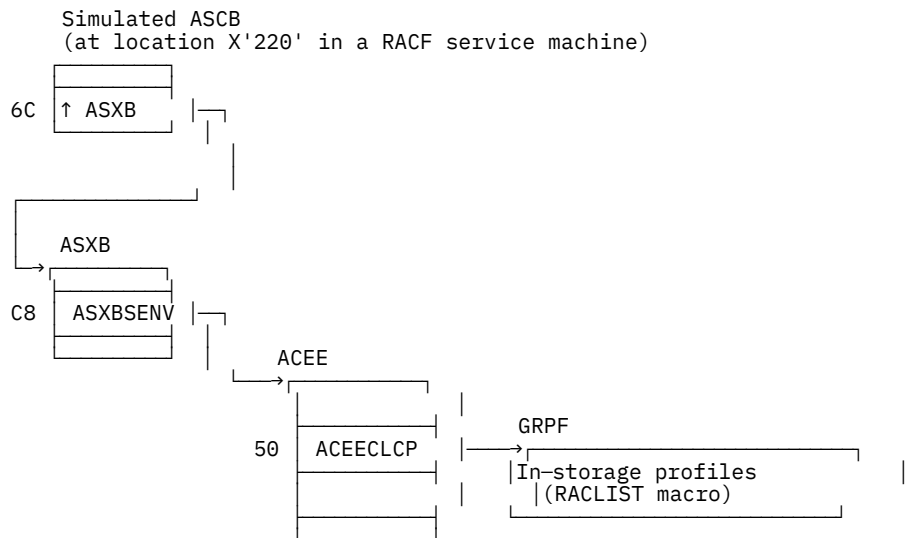 Simulated ASCB
(at location X'220' in a RACF service machine)
6C ↑ ASXB
ASXB
C8 ASXBSENV
ACEE
GRPF
50 ACEECLCP
In—storage profiles
(RACLIST macro)